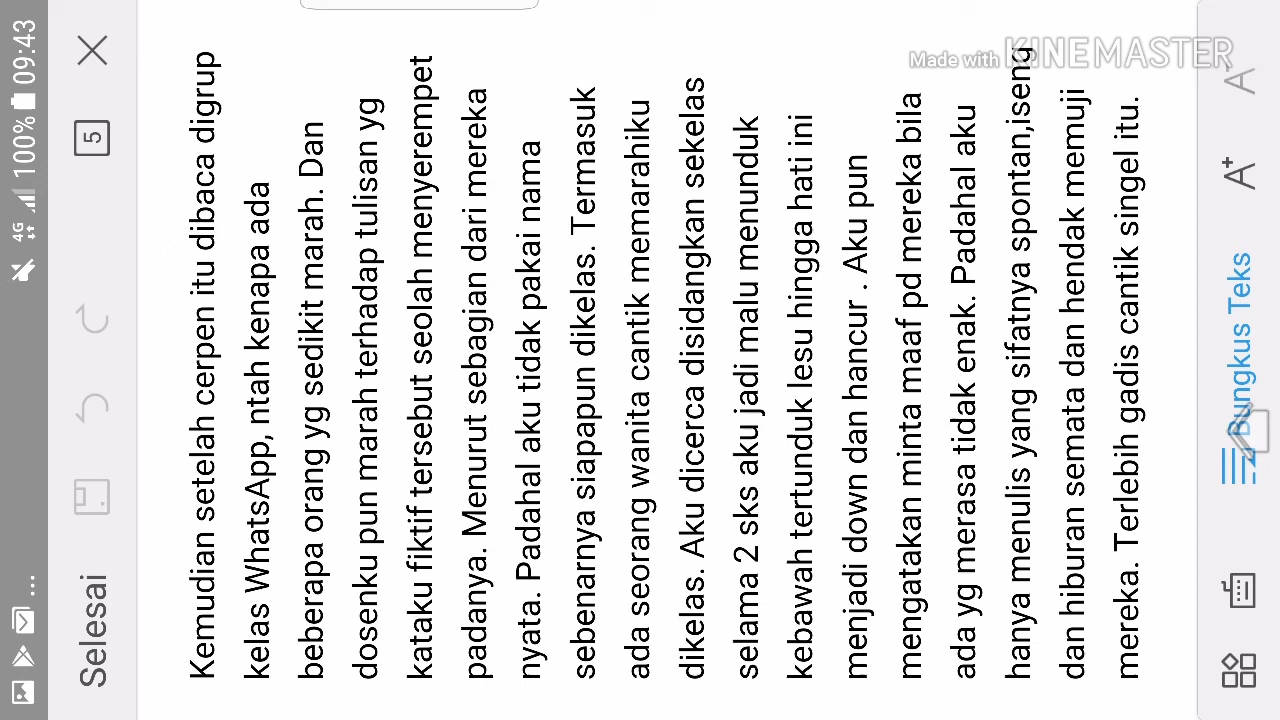 4G 100% 09:43
Selesai
5
Kemudian setelah cerpen itu dibaca digrup
kelas WhatsApp, ntah kenapa ada
beberapa orang yg sedikit marah. Dan
dosenku pun marah terhadap tulisan yg
kataku fiktif tersebut seolah menyerempet
padanya. Menurut sebagian dari mereka
nyata. Padahal aku tidak pakai nama
sebenarnya siapapun dikelas. Termasuk
ada seorang wanita cantik memarahiku
dikelas. Aku dicerca disidangkan sekelas
selama 2 sks aku jadi malu menunduk
kebawah tertunduk lesu hingga hati ini
menjadi down dan hancur . Aku pun
mengatakan minta maaf pd mereka bila
ada yg merasa tidak enak. Padahal aku
hanya menulis yang sifatnya spontan,iseng
dan hiburan semata dan hendak memuji
mereka. Terlebih gadis cantik singel itu.
Bungkus Teks A+ A-
Made with KINEMASTER